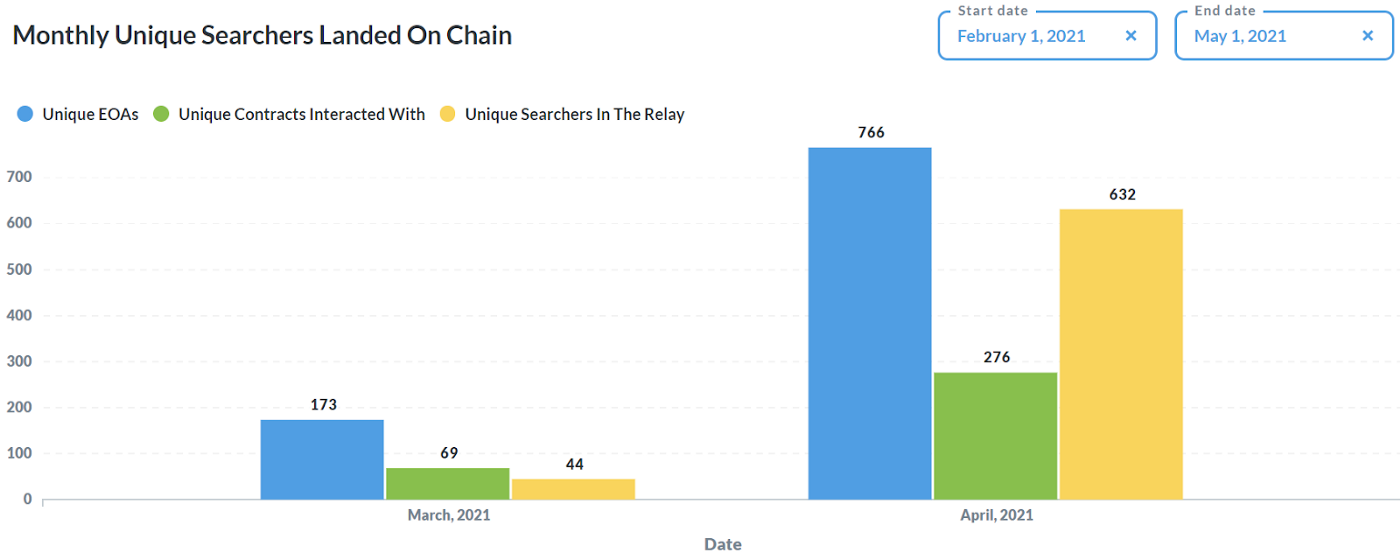 Start date End date
Monthly Unique Searchers Landed On Chain February 1, 2021 × May 1, 2021 ×
Unique EOAs Unique Contracts Interacted With Unique Searchers In The Relay
766
700
632
600
500
400
276
300
173
200
69
100
44
0
March, 2021 April, 2021
Date